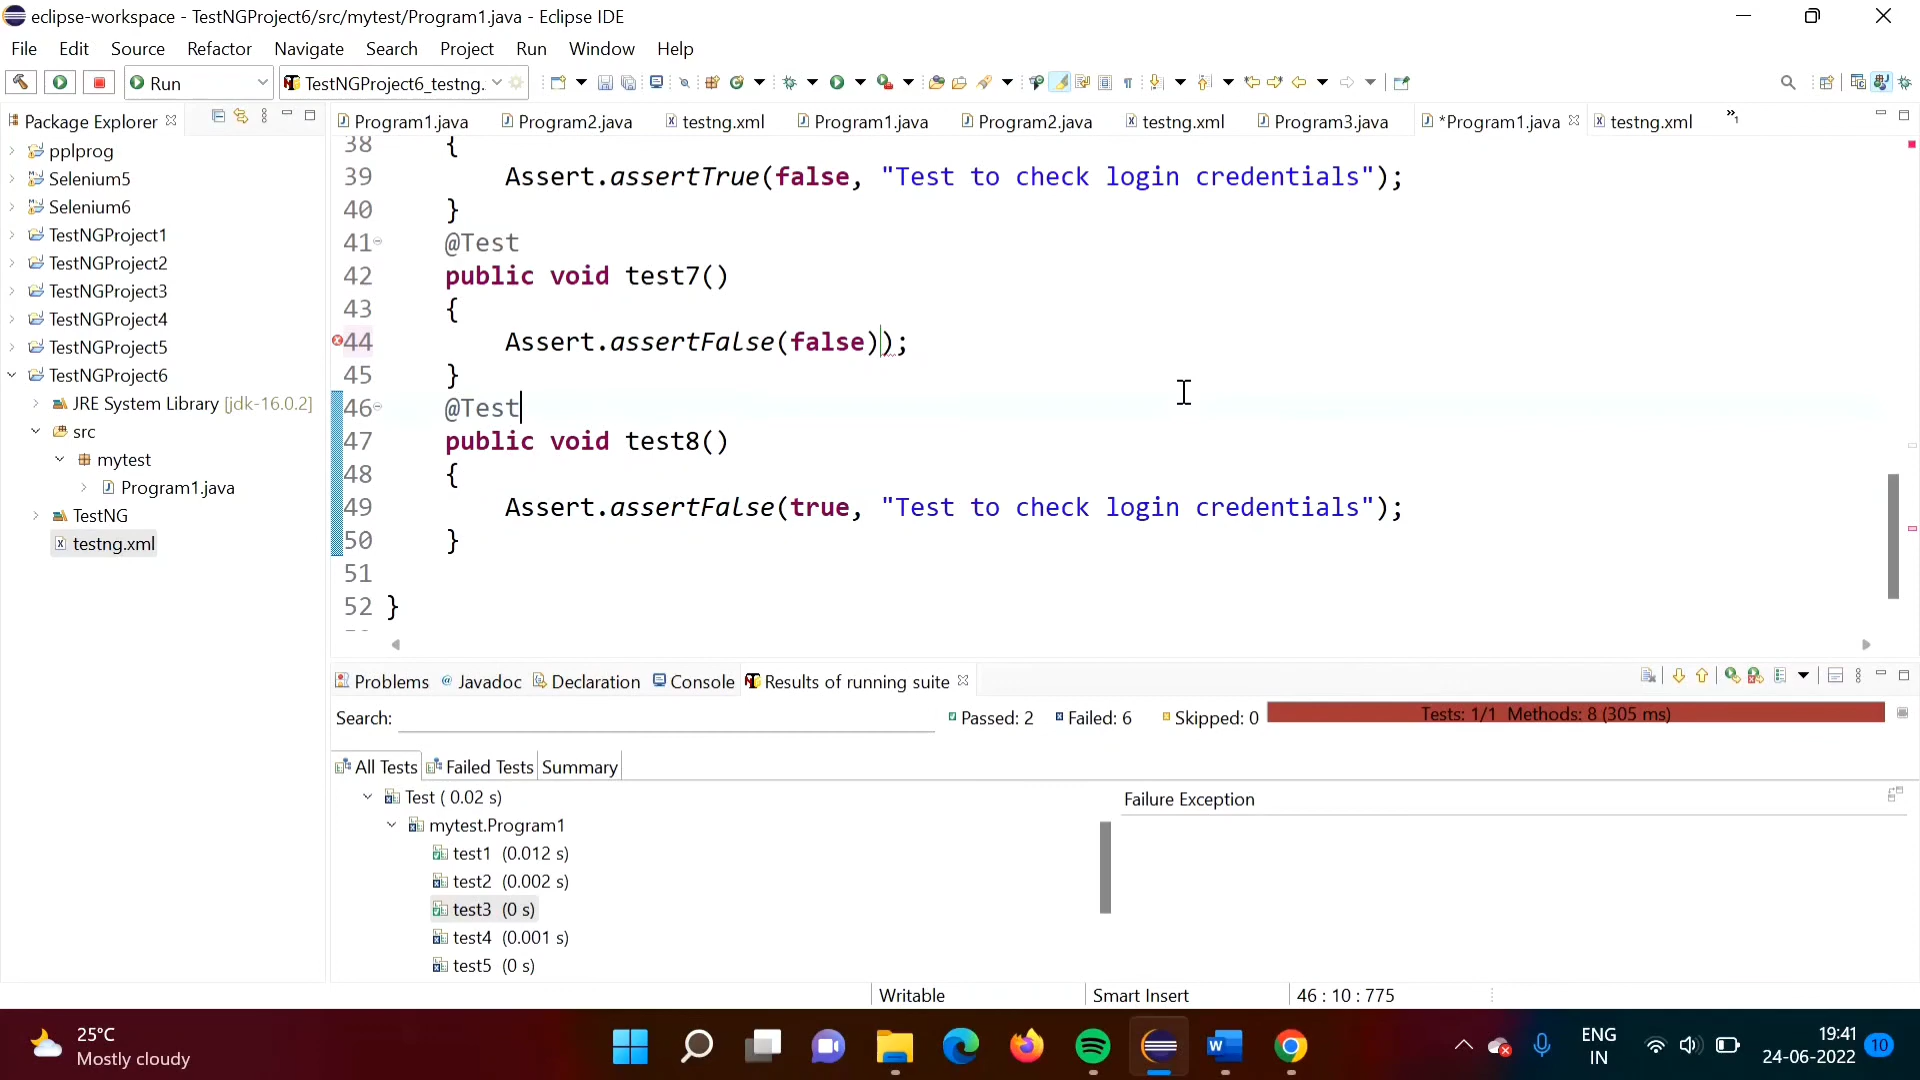 eclipse-workspace - TestNGProject6/src/mytest/Program1.java - Eclipse IDE
File Edit Source Refactor Navigate Search Project Run Window Help
Run TestNGProject6_testng.
Package Explorer
Program1.java Program2.java testng.xml Program1.java Program2.java testng.xml Program3.java *Program1.java testng.xml »1
pplprog
Selenium5
Selenium6
TestNGProject1
TestNGProject2
TestNGProject3
TestNGProject4
TestNGProject5
TestNGProject6
JRE System Library [jdk-16.0.2]
src
mytest
Program1.java
TestNG
testng.xml
38 {
39 Assert.assertTrue(false, "Test to check login credentials");
40 }
41 @Test
42 public void test7()
43 {
44 Assert.assertFalse(false));
45 }
46 @Test
47 public void test8()
48 {
49 Assert.assertFalse(true, "Test to check login credentials");
50 }
51
52 }
Problems @ Javadoc Declaration Console Results of running suite
Search: Passed: 2 Failed: 6 Skipped: 0 Tests: 1/1 Methods: 8 (305 ms)
All Tests Failed Tests Summary
Test ( 0.02 s)
mytest.Program1
test1 (0.012 s)
test2 (0.002 s)
test3 (0 s)
test4 (0.001 s)
test5 (0 s)
Failure Exception
Writable Smart Insert 46 : 10 : 775
25°C
Mostly cloudy
ENG
IN
19:41
24-06-2022
10